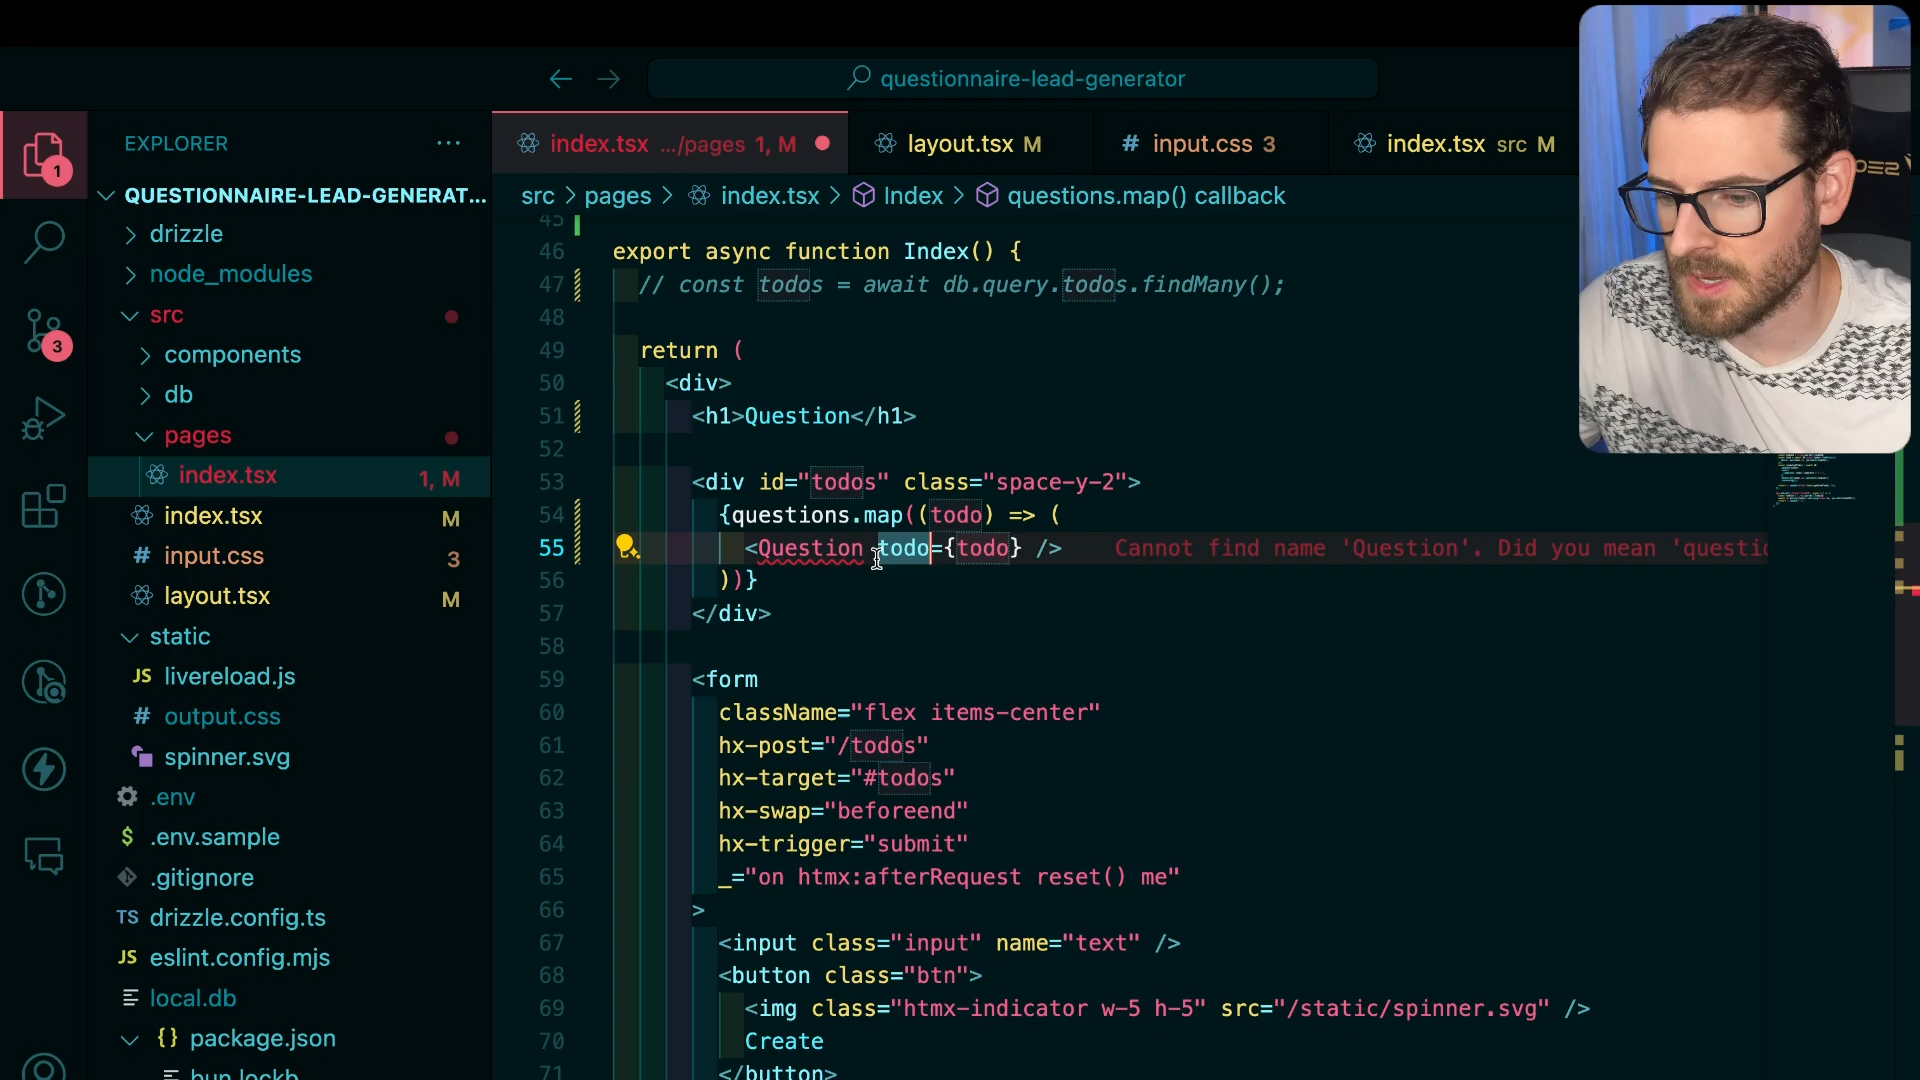 questionnaire-lead-generator
EXPLORER
QUESTIONNAIRE-LEAD-GENERAT...
drizzle
node_modules
src
components
db
pages
index.tsx 1, M
index.tsx M
input.css 3
layout.tsx M
static
JS livereload.js
# output.css
spinner.svg
.env
$ .env.sample
.gitignore
TS drizzle.config.ts
JS eslint.config.mjs
local.db
{} package.json
bun.lockb
1
3
index.tsx .../pages 1, M
layout.tsx M
# input.css 3
index.tsx src M
src > pages > index.tsx > Index > questions.map() callback
45
46 export async function Index() {
47 // const todos = await db.query.todos.findMany();
48
49 return (
50 <div>
51 <h1>Question</h1>
52
53 <div id="todos" class="space-y-2">
54 {questions.map((todo) => (
55 <Question todo={todo} /> Cannot find name 'Question'. Did you mean 'questio
56 ))}
57 </div>
58
59 <form
60 className="flex items-center"
61 hx-post="/todos"
62 hx-target="#todos"
63 hx-swap="beforeend"
64 hx-trigger="submit"
65 _="on htmx:afterRequest reset() me"
66 >
67 <input class="input" name="text" />
68 <button class="btn">
69 <img class="htmx-indicator w-5 h-5" src="/static/spinner.svg" />
70 Create
71 </button>